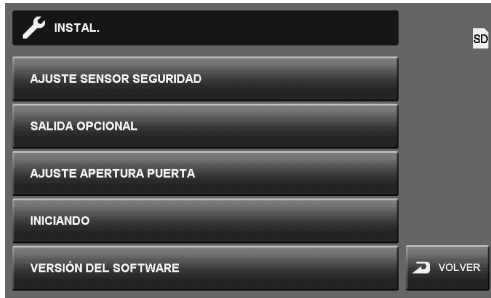 INSTAL.
SD
AJUSTE SENSOR SEGURIDAD
SALIDA OPCIONAL
AJUSTE APERTURA PUERTA
INICIANDO
VERSIÓN DEL SOFTWARE
VOLVER